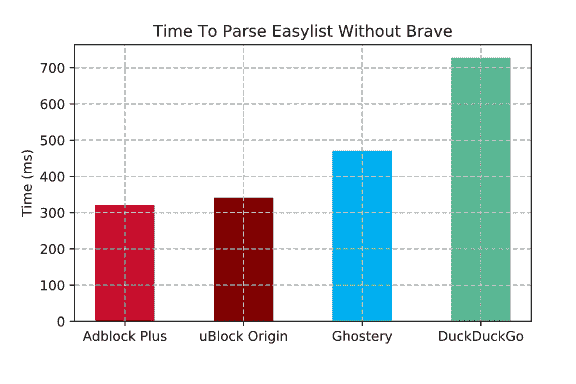 Time To Parse Easylist Without Brave
Time (ms)
700
600
500
400
300
200
100
0
Adblock Plus uBlock Origin Ghostery DuckDuckGo